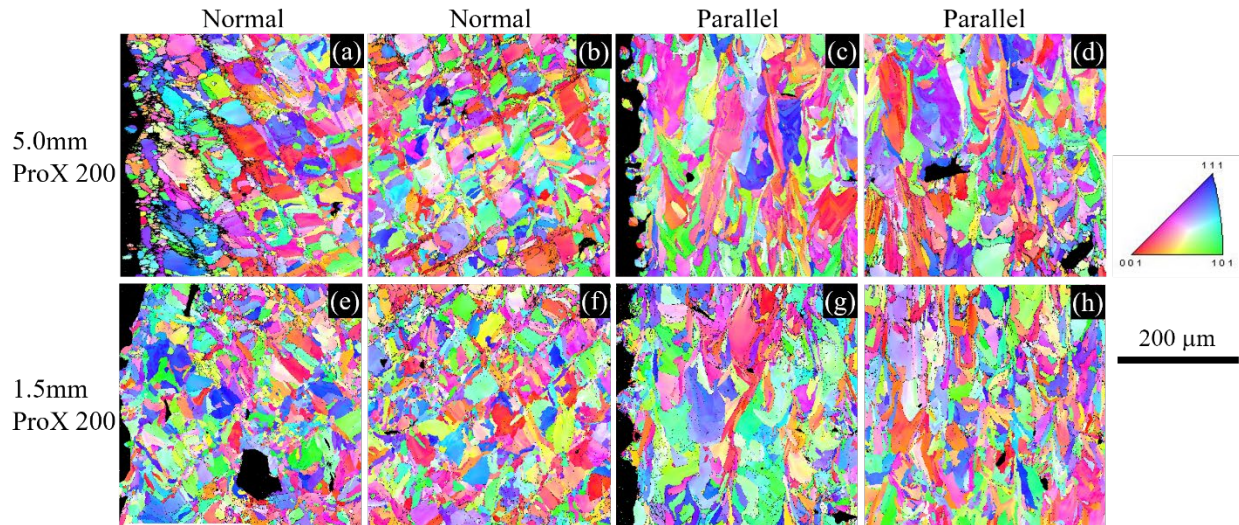 Normal
Normal
Parallel
Parallel
(a)
(b)
(c)
(d)
5.0mm
ProX 200
111
001
101
(e)
(f)
(g)
(h)
1.5mm
ProX 200
200 μm